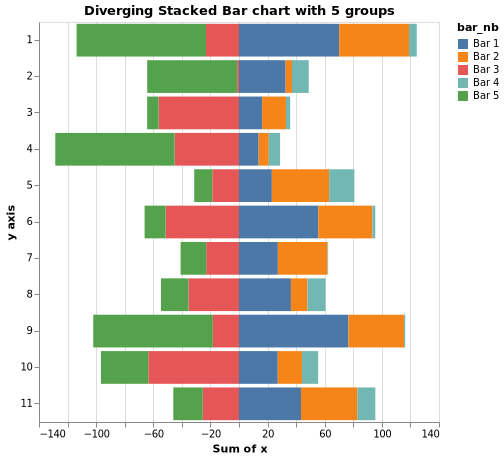 Diverging Stacked Bar chart with 5 groups
bar_nb
Bar 1
Bar 2
Bar 3
Bar 4
Bar 5
y axis
1
2
3
4
5
6
7
8
9
10
11
−140 −100 −60 −20 20 60 100 140
Sum of x